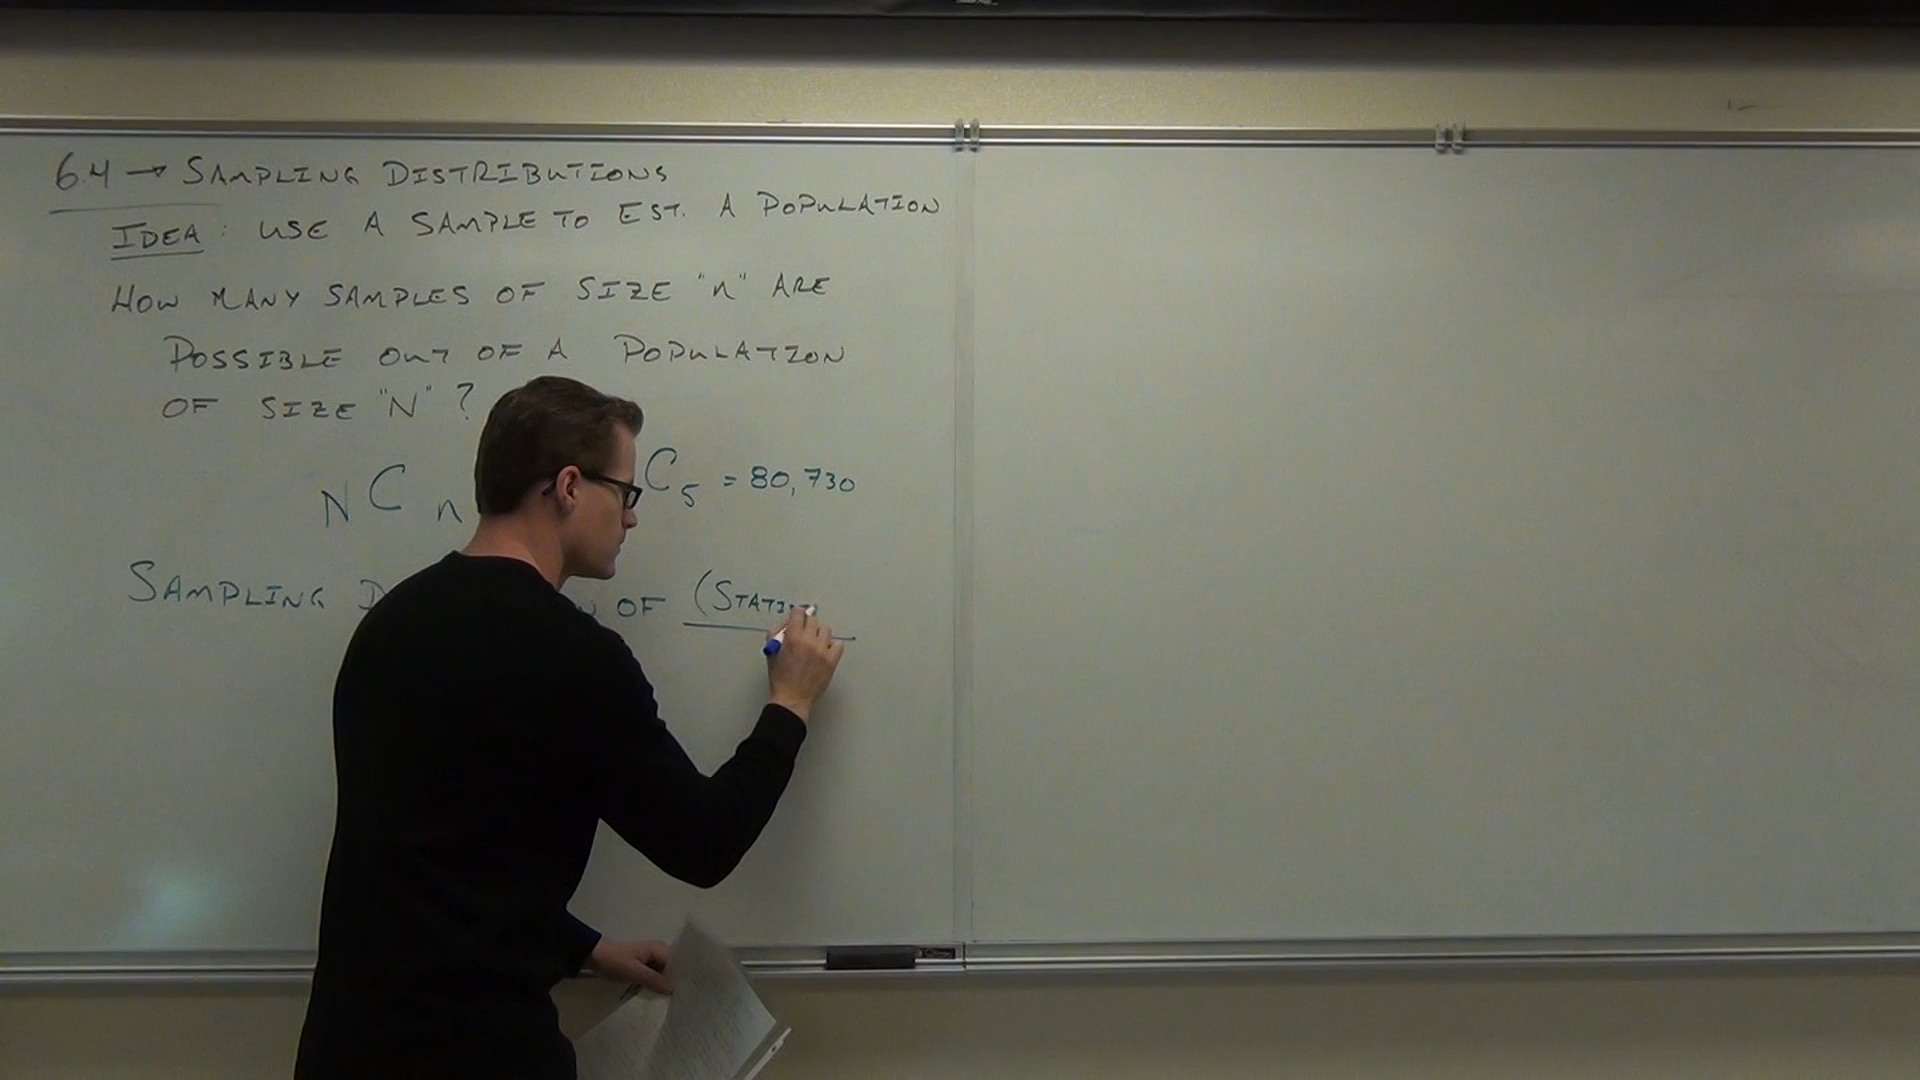 6.4 → SAMPLING DISTRIBUTIONS
IDEA: USE A SAMPLE TO EST. A POPULATION
HOW MANY SAMPLES OF SIZE "n" ARE
POSSIBLE OUT OF A POPULATION
OF SIZE "N"?
N C n C 5 = 80,730
SAMPLING OF (STATIS